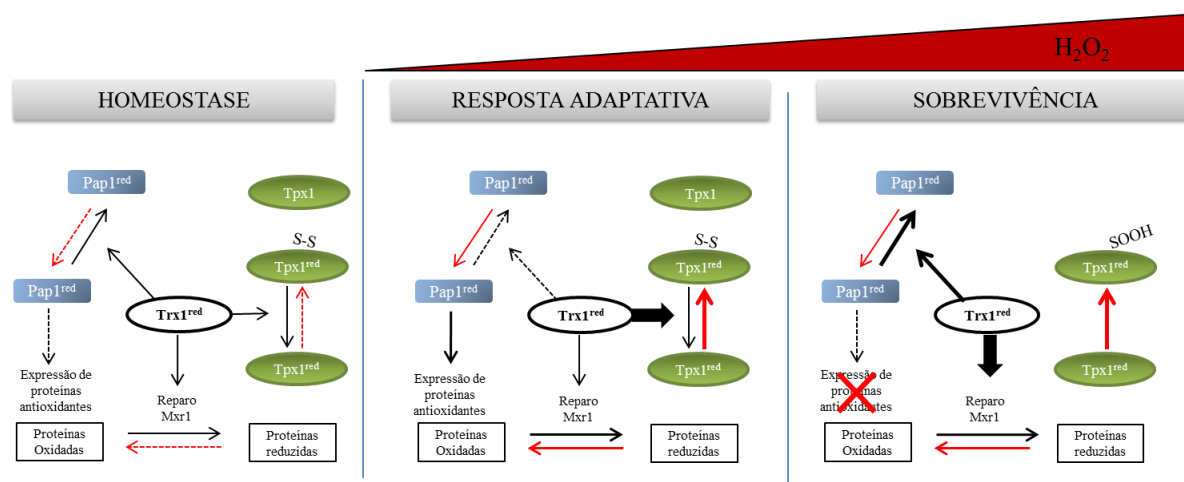 H₂O₂
HOMEOSTASE
Pap1ʳᵉᵈ
Tpx1
S-S
Tpx1ʳᵉᵈ
Pap1ʳᵉᵈ
Trx1ʳᵉᵈ
Tpx1ʳᵉᵈ
Expressão de
proteínas
antioxidantes
Reparo
Mxr1
Proteínas
Oxidadas
Proteínas
reduzidas
RESPOSTA ADAPTATIVA
Pap1ʳᵉᵈ
Tpx1
S-S
Tpx1ʳᵉᵈ
Pap1ʳᵉᵈ
Trx1ʳᵉᵈ
Tpx1ʳᵉᵈ
Expressão de
proteínas
antioxidantes
Reparo
Mxr1
Proteínas
Oxidadas
Proteínas
reduzidas
SOBREVIVÊNCIA
Pap1ʳᵉᵈ
SOOH
Tpx1ʳᵉᵈ
Pap1ʳᵉᵈ
Trx1ʳᵉᵈ
Tpx1ʳᵉᵈ
Expressão de
proteínas
antioxidantes
Reparo
Mxr1
Proteínas
Oxidadas
Proteínas
reduzidas